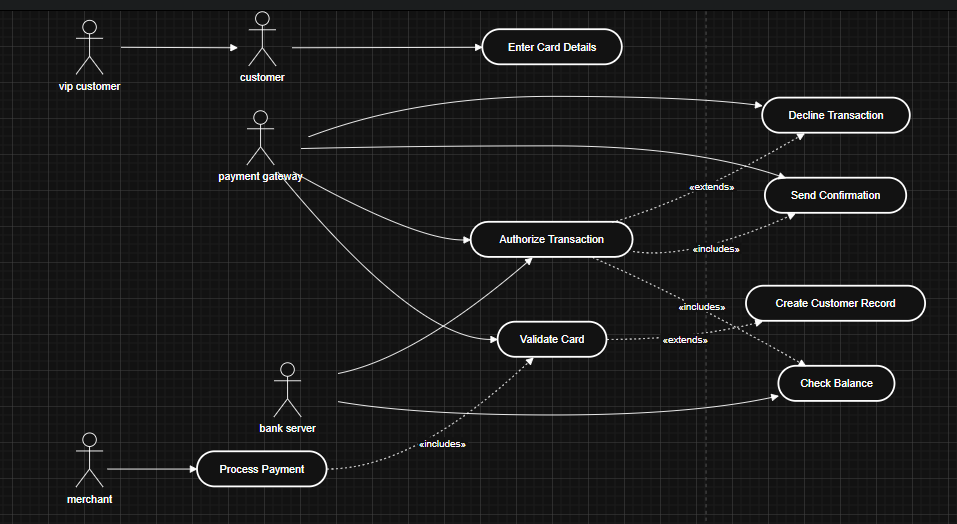 vip customer
customer
Enter Card Details
payment gateway
Decline Transaction
«extends»
Send Confirmation
Authorize Transaction
«includes»
«includes»
Create Customer Record
Validate Card
«extends»
Check Balance
bank server
«includes»
Process Payment
merchant